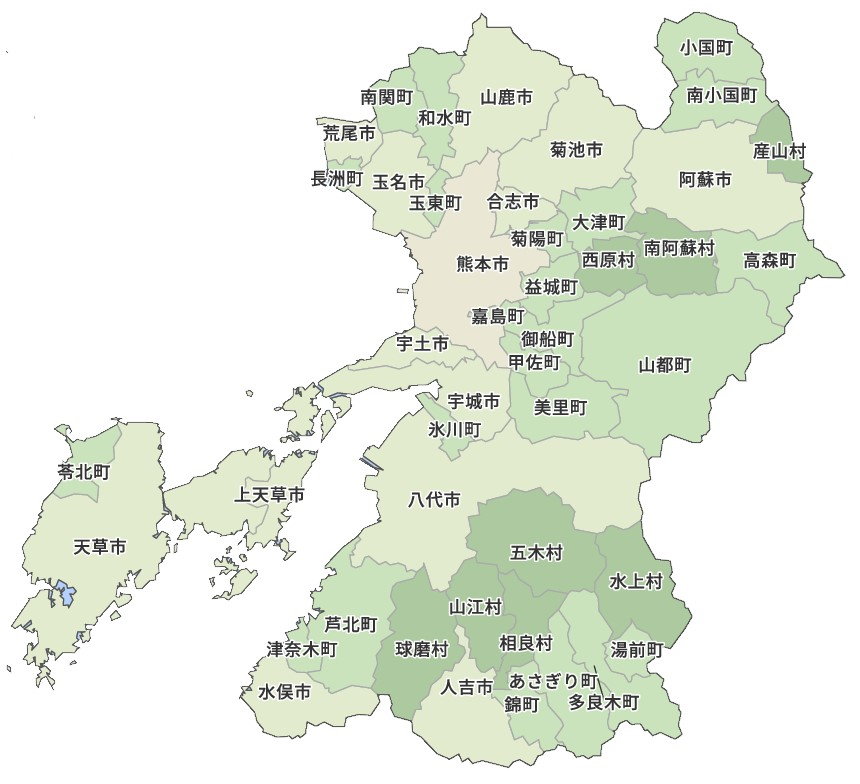 小国町
南小国町
南関町
山鹿市
和水町
荒尾市
菊池市
産山村
長洲町
玉名市
阿蘇市
玉東町
合志市
大津町
菊陽町
南阿蘇村
西原村
高森町
熊本市
益城町
嘉島町
御船町
宇土市
甲佐町
山都町
宇城市
美里町
氷川町
苓北町
上天草市
八代市
天草市
五木村
水上村
山江村
芦北町
相良村
津奈木町
球磨村
湯前町
あさぎり町
人吉市
水俣市
錦町
多良木町